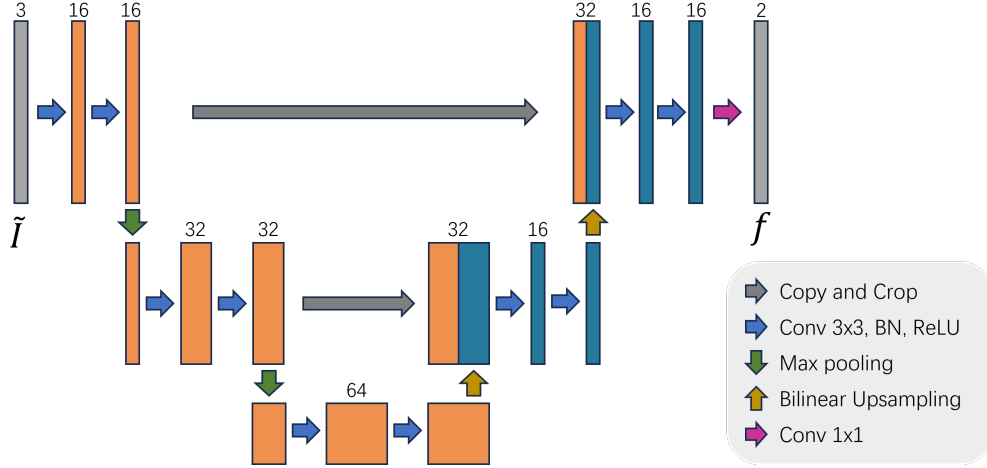 3 16 16 32 16 16 2
Ĩ f
32 32 32 16
64
Copy and Crop
Conv 3x3, BN, ReLU
Max pooling
Bilinear Upsampling
Conv 1x1